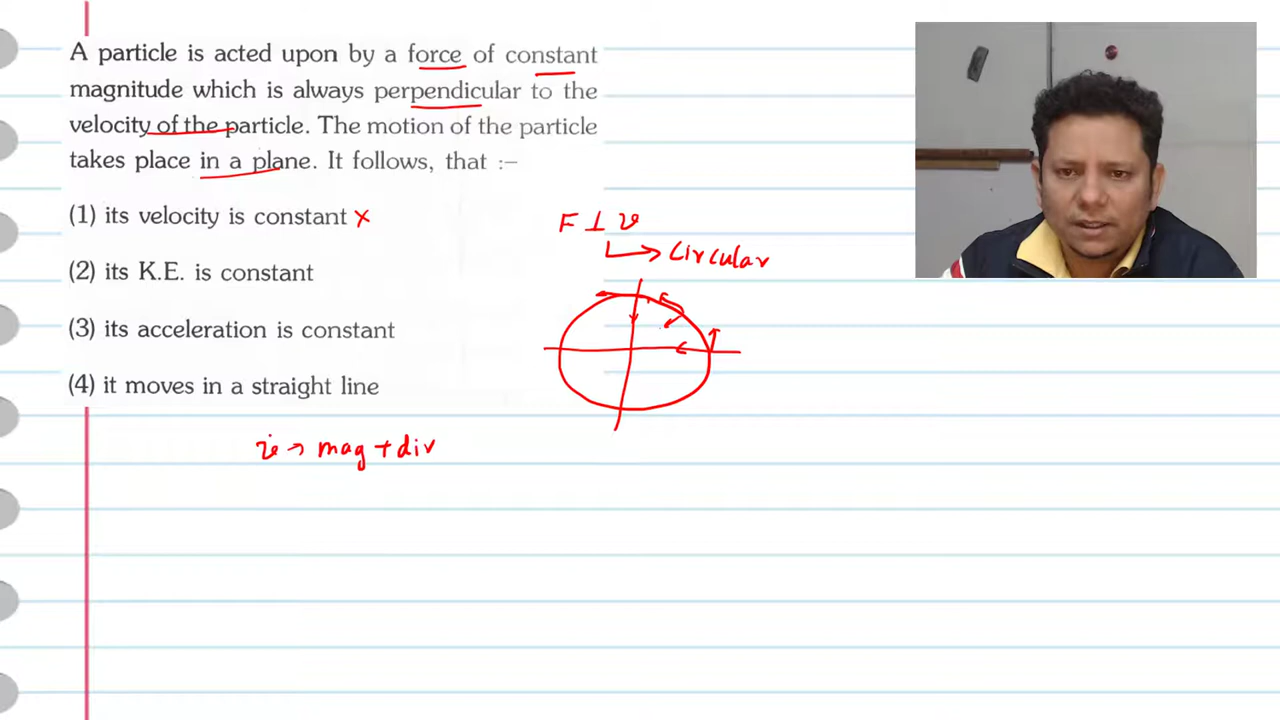 A particle is acted upon by a force of constant
magnitude which is always perpendicular to the
velocity of the particle. The motion of the particle
takes place in a plane. It follows, that :-
(1) its velocity is constant ×
F ⊥ v
(2) its K.E. is constant
↳ Circular
(3) its acceleration is constant
(4) it moves in a straight line
v → mag + dir